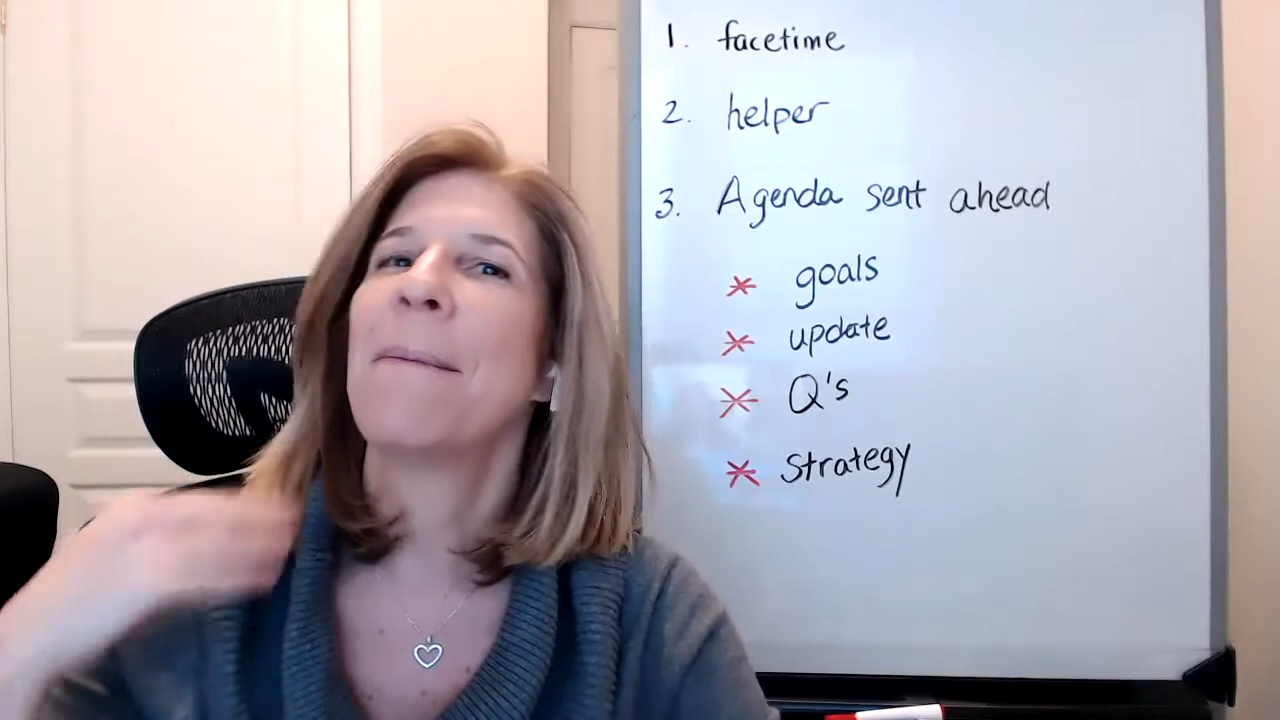 1. facetime
2. helper
3. Agenda sent ahead
* goals
* update
* Q's
* strategy